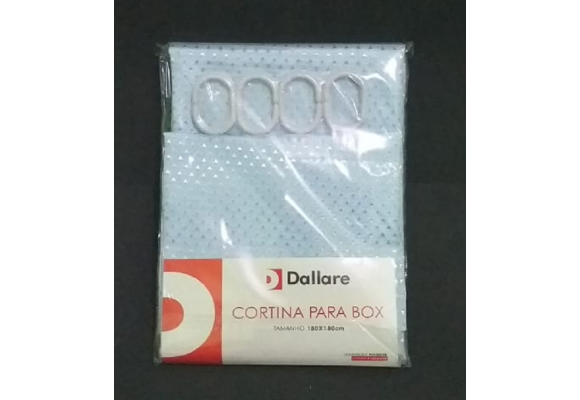 Dallare
CORTINA PARA BOX
TAMANHO 180X180cm